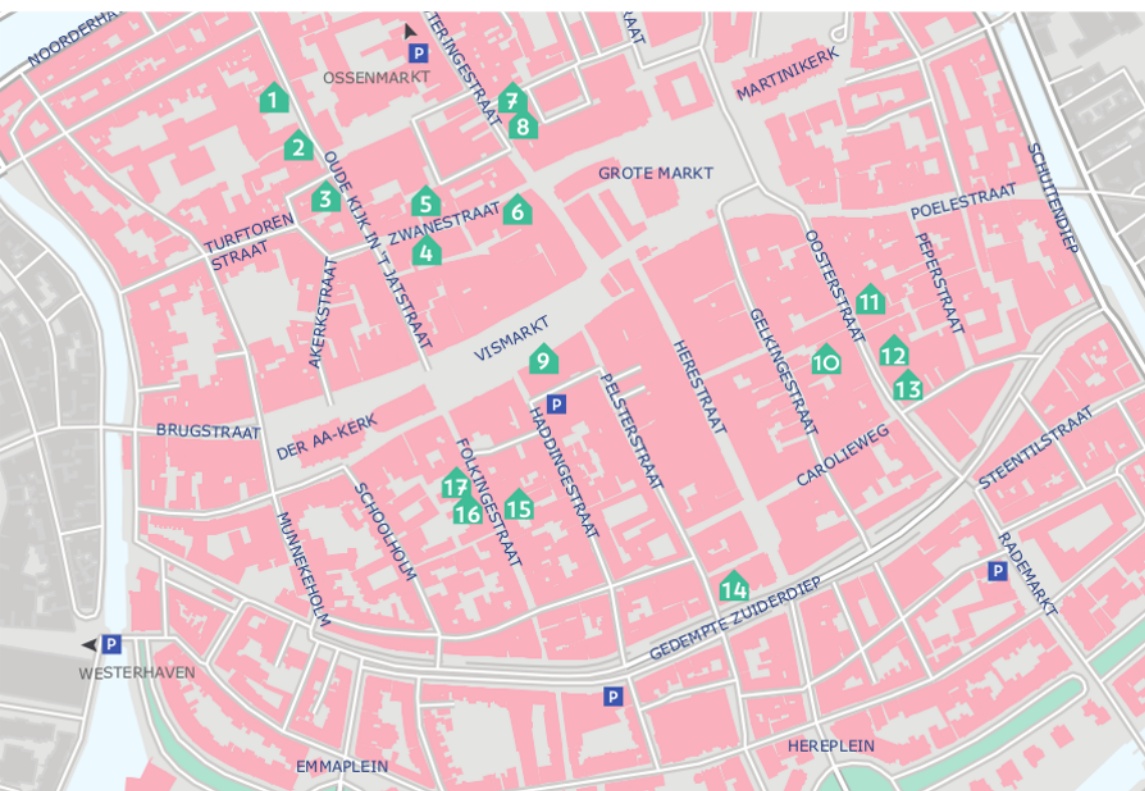 NOORDERHA
TERINGESTRAAT
7
RAAT
P
OSSENMARKT
MARTINIKERK
1
8
2
OUDE KIJK IN 'T JATSTRAAT
GROTE MARKT
SCHUITENDIEP
3
5
6
POELESTRAAT
TURFTOREN
STRAAT
ZWANESTRAAT
4
OOSTERSTRAAT
PEPERSTRAAT
AKERKSTRAAT
11
VISMARKT
GELKINGESTRAAT
9
HERESTRAAT
10
12
13
PELSTERSTRAAT
P
BRUGSTRAAT
DER AA-KERK
HADDINGESTRAAT
FOLKINGESTRAAT
CAROLIEWEG
STEENTILSTRAAT
17
16
15
SCHOOLHOLM
MUNNEKEHOLM
RADEMARKT
P
14
GEDEMPTE ZUIDERDIEP
P
WESTERHAVEN
P
HEREPLEIN
EMMAPLEIN